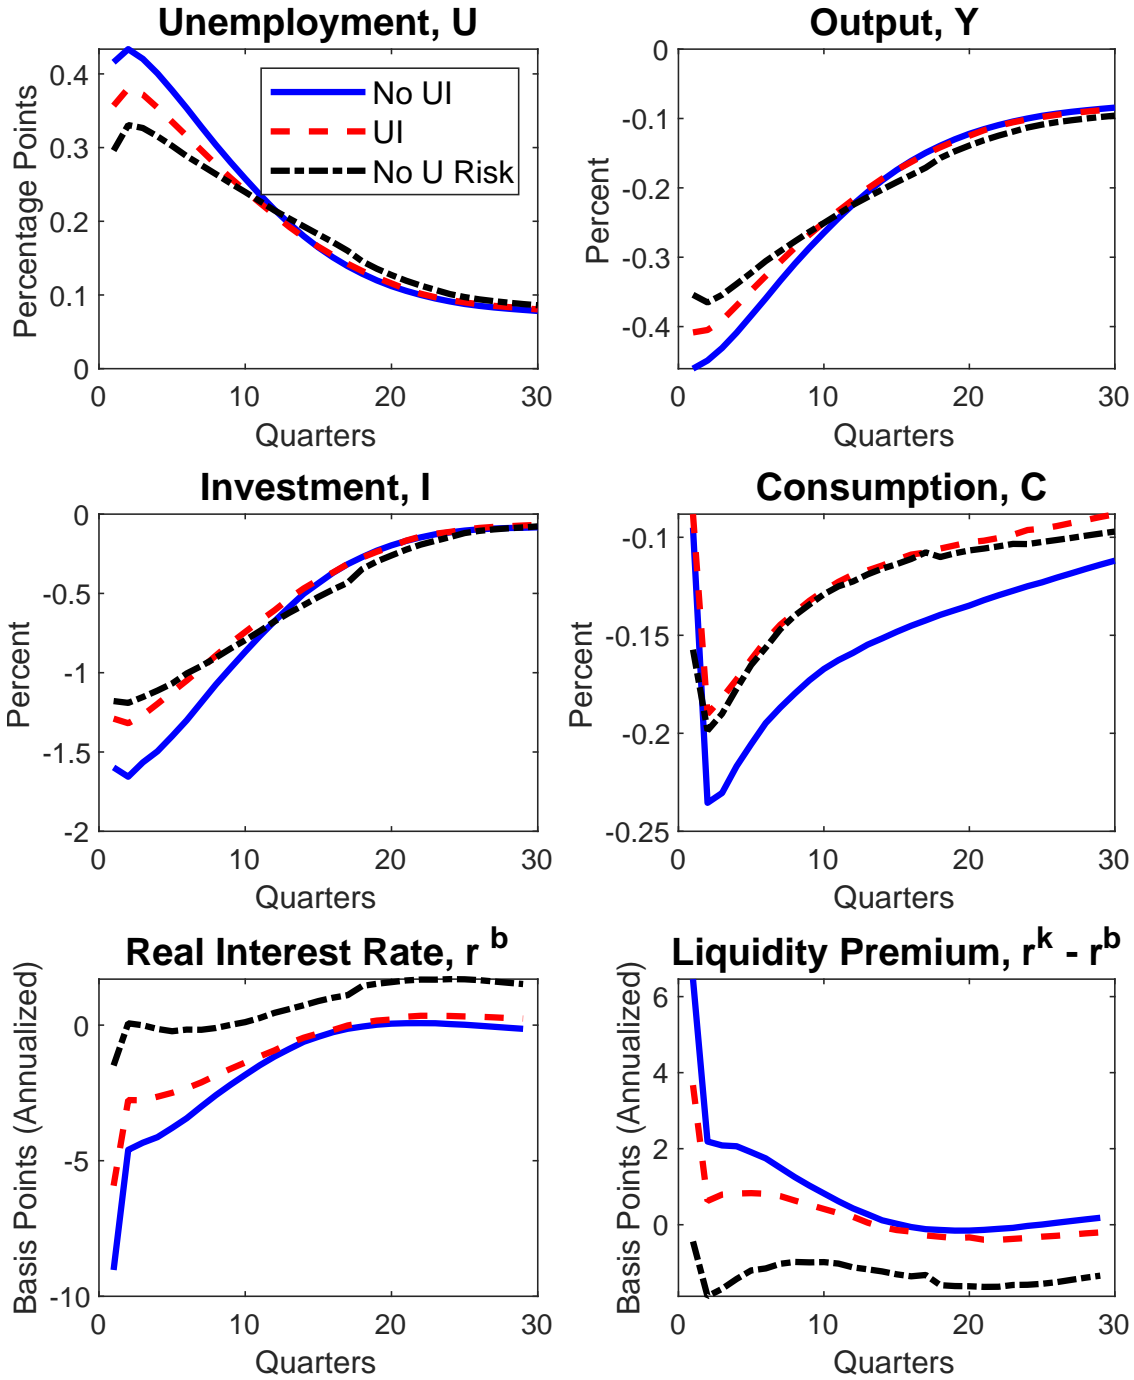 Unemployment, U
Percentage Points
0.4
0.3
0.2
0.1
0
0
10
20
30
Quarters
No UI
UI
No U Risk
Output, Y
Percent
0
-0.1
-0.2
-0.3
-0.4
0
10
20
30
Quarters
Investment, I
Percent
0
-0.5
-1
-1.5
-2
0
10
20
30
Quarters
Consumption, C
Percent
-0.1
-0.15
-0.2
-0.25
0
10
20
30
Quarters
Real Interest Rate, r b
Basis Points (Annualized)
0
-5
-10
0
10
20
30
Quarters
Liquidity Premium, rk - rb
Basis Points (Annualized)
6
4
2
0
0
10
20
30
Quarters